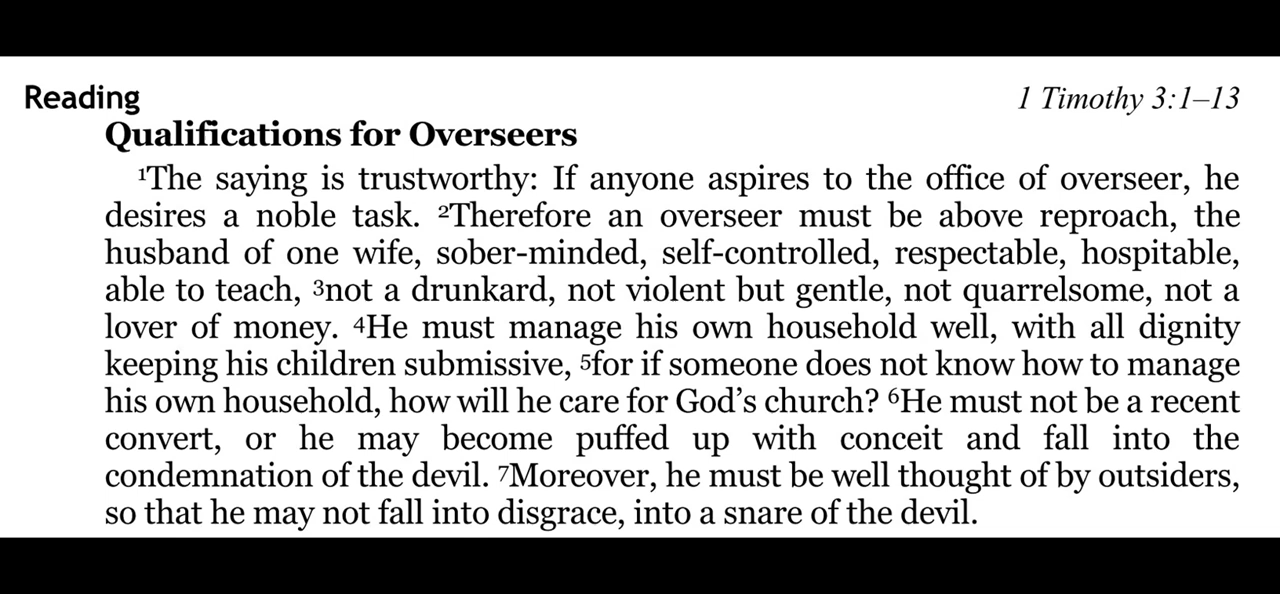 Reading 1 Timothy 3:1–13
Qualifications for Overseers
¹The saying is trustworthy: If anyone aspires to the office of overseer, he
desires a noble task. ²Therefore an overseer must be above reproach, the
husband of one wife, sober-minded, self-controlled, respectable, hospitable,
able to teach, ³not a drunkard, not violent but gentle, not quarrelsome, not a
lover of money. ⁴He must manage his own household well, with all dignity
keeping his children submissive, ⁵for if someone does not know how to manage
his own household, how will he care for God’s church? ⁶He must not be a recent
convert, or he may become puffed up with conceit and fall into the
condemnation of the devil. ⁷Moreover, he must be well thought of by outsiders,
so that he may not fall into disgrace, into a snare of the devil.